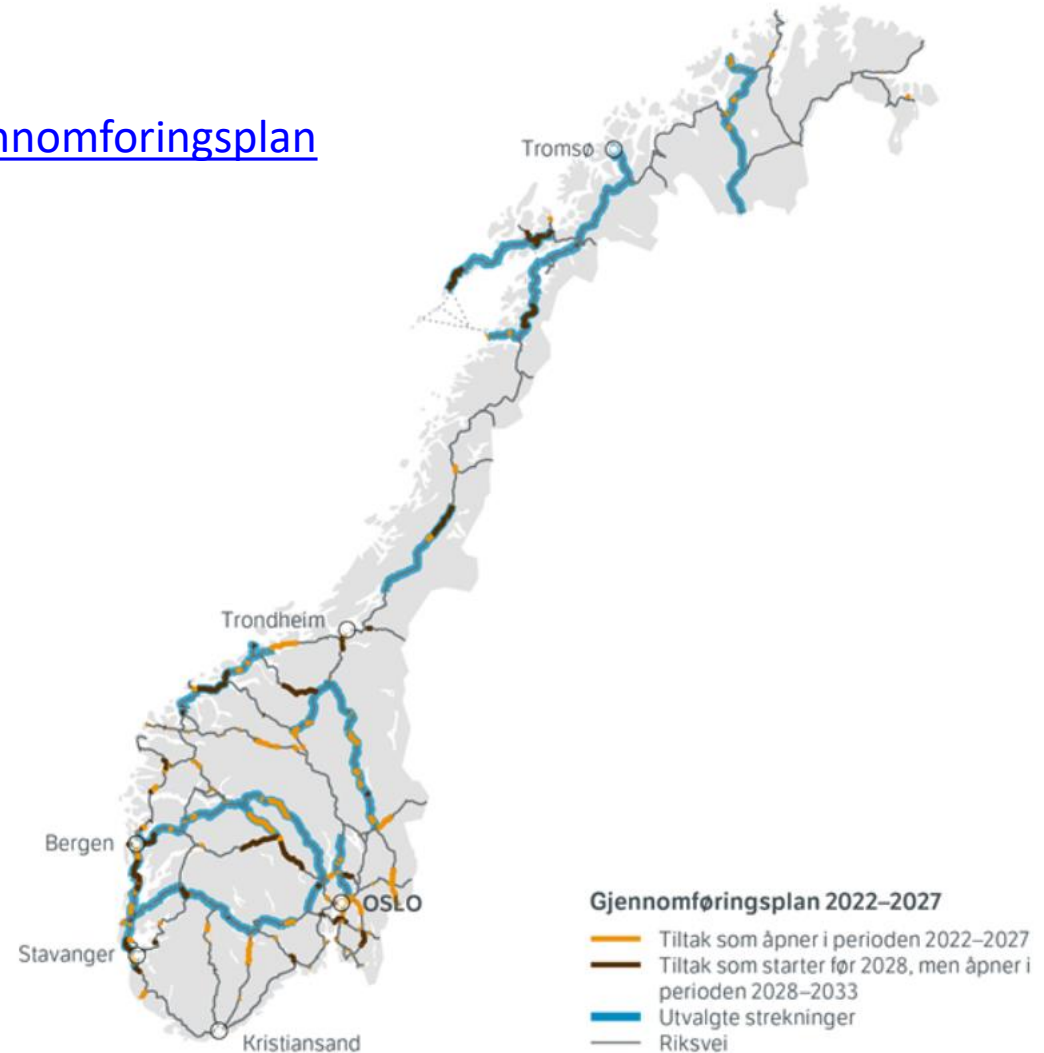 nnomforingsplan
Tromsø
Trondheim
Bergen
OSLO
Stavanger
Kristiansand
Gjennomføringsplan 2022–2027
Tiltak som åpner i perioden 2022–2027
Tiltak som starter før 2028, men åpner i
perioden 2028–2033
Utvalgte strekninger
Riksvei